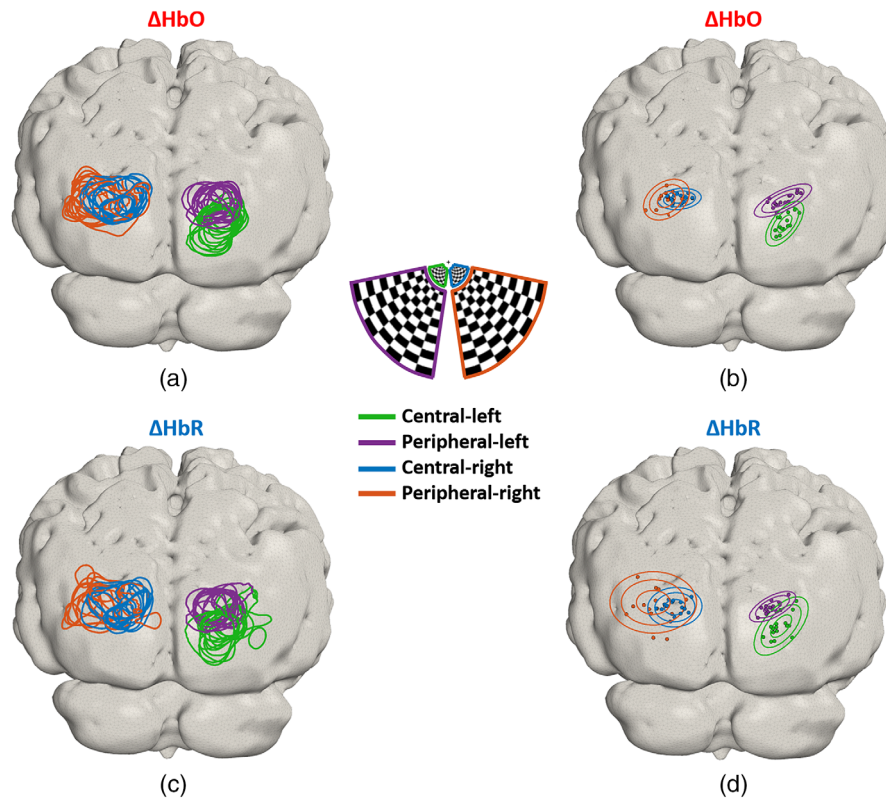 ΔHbO
ΔHbO
(a)
(b)
Central-left
Peripheral-left
Central-right
Peripheral-right
ΔHbR
ΔHbR
(c)
(d)